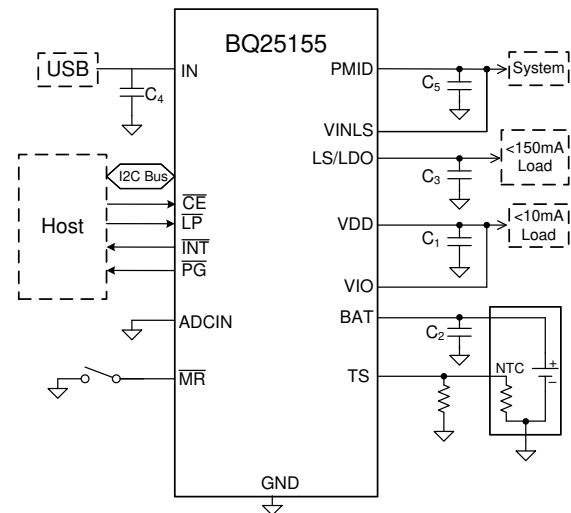 BQ25155
USB
IN
C4
I2C Bus
Host
CE
LP
INT
PG
ADCIN
MR
GND
PMID
System
C5
VINLS
LS/LDO
<150mA
Load
C3
VDD
<10mA
Load
C1
VIO
BAT
C2
TS
NTC
+
−